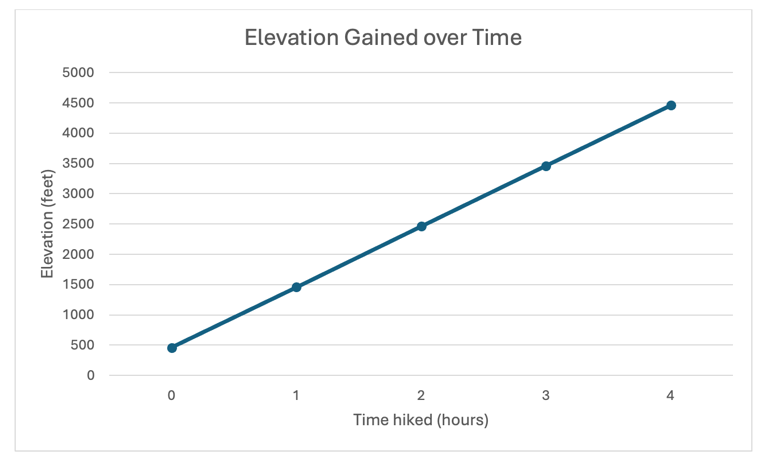 Elevation Gained over Time
Elevation (feet)
5000
4500
4000
3500
3000
2500
2000
1500
1000
500
0
0 1 2 3 4
Time hiked (hours)